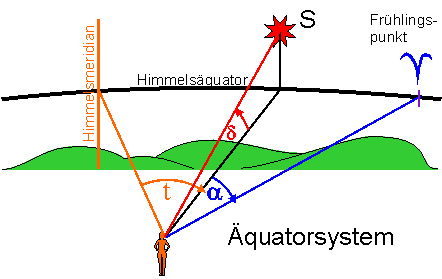 S
Frühlings-
punkt
Himmelsmeridian
Himmelsäquator
δ
t
α
Äquatorsystem